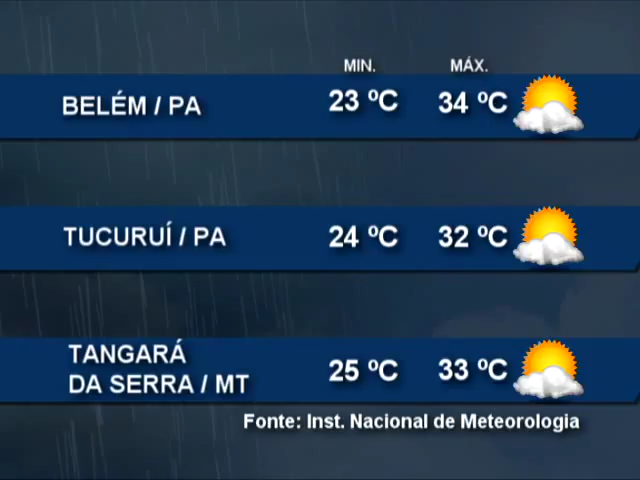 MIN. MÁX.
BELÉM / PA 23 ºC 34 ºC
TUCURUÍ / PA 24 ºC 32 ºC
TANGARÁ
DA SERRA / MT 25 ºC 33 ºC
Fonte: Inst. Nacional de Meteorologia